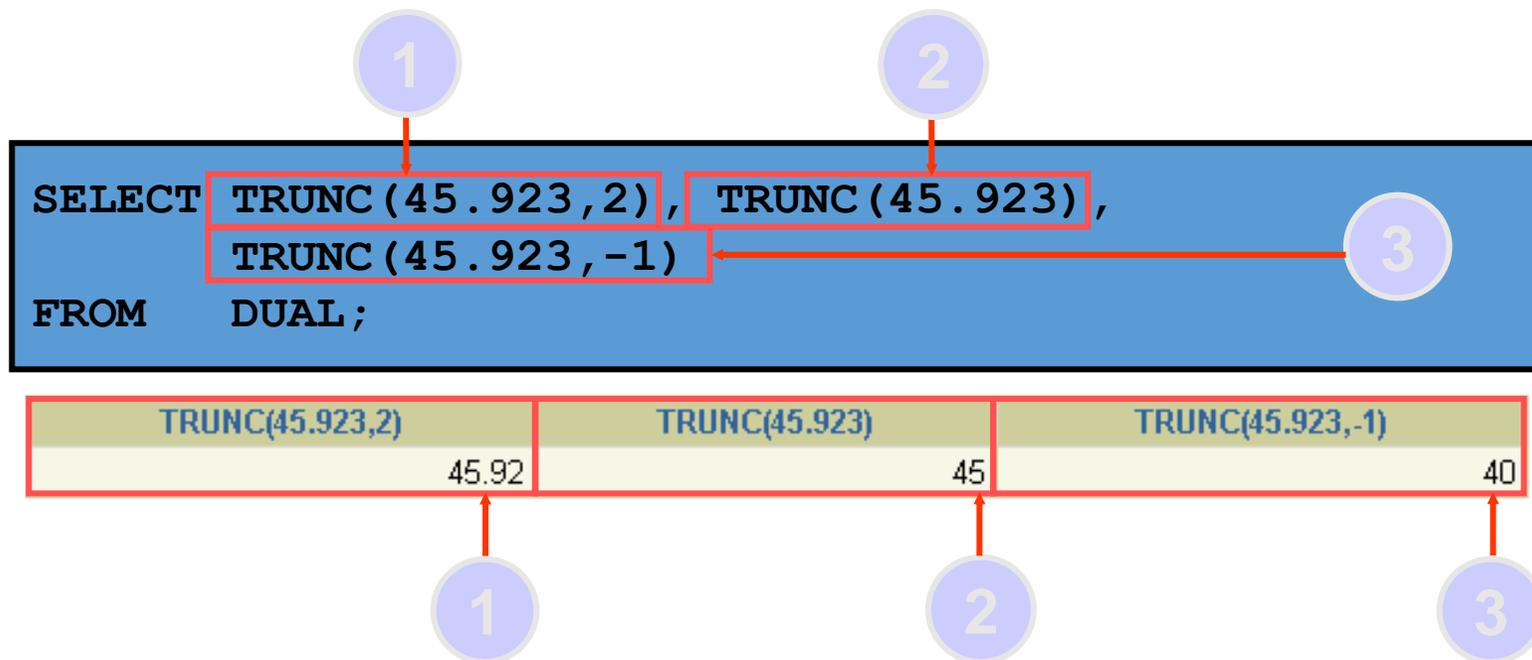 1 2
SELECT TRUNC(45.923,2), TRUNC(45.923),
TRUNC(45.923,-1)
3
FROM DUAL;
TRUNC(45.923,2) TRUNC(45.923) TRUNC(45.923,-1)
45.92 45 40
1 2 3